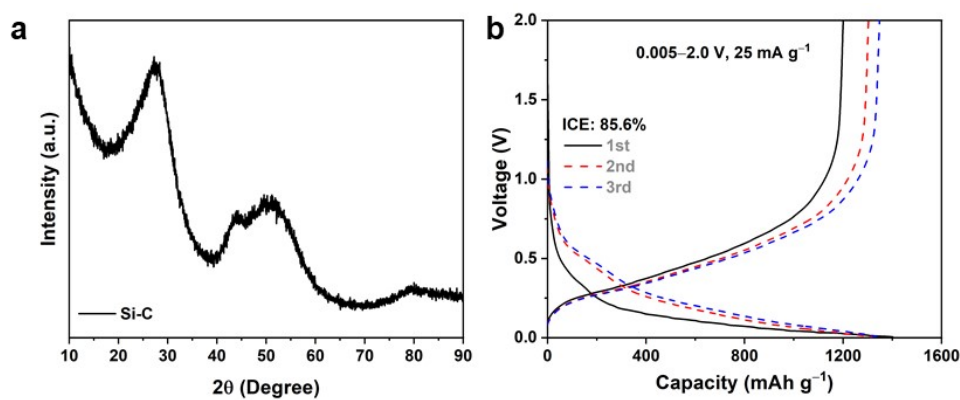 a
Intensity (a.u.)
Si-C
10 20 30 40 50 60 70 80 90
2θ (Degree)
b
2.0
1.5
1.0
0.5
0.0
Voltage (V)
0.005–2.0 V, 25 mA g⁻¹
ICE: 85.6%
1st
2nd
3rd
0 400 800 1200 1600
Capacity (mAh g⁻¹)